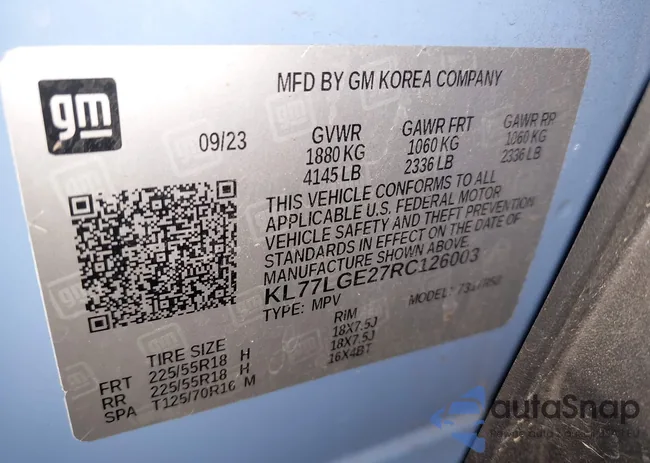 gm
MFD BY GM KOREA COMPANY
09/23 GVWR GAWR FRT GAWR RR
1880 KG 1060 KG 1060 KG
4145 LB 2336 LB 2336 LB
THIS VEHICLE CONFORMS TO ALL
APPLICABLE U.S. FEDERAL MOTOR
VEHICLE SAFETY AND THEFT PREVENTION
STANDARDS IN EFFECT ON THE DATE OF
MANUFACTURE SHOWN ABOVE.
KL77LGE27RC126003
TYPE: MPV MODEL:
TIRE SIZE RIM
FRT 225/55R18 H 18X7.5J
RR 225/55R18 H 18X7.5J
SPA T125/70R16 M 16X4BT
autaSnap